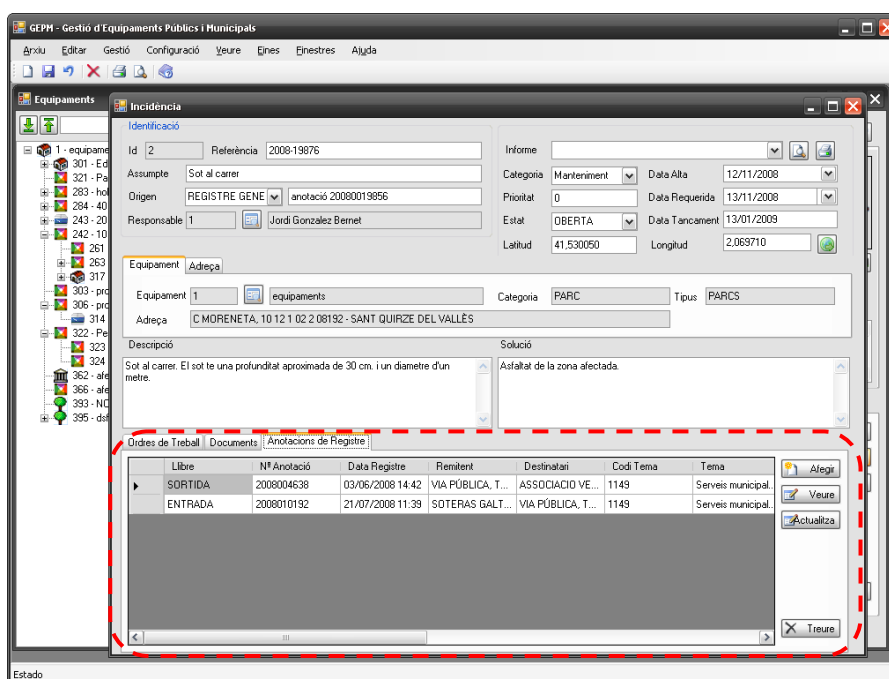 GEPM - Gestió d'Equipaments Públics i Municipals
Arxiu Editar Gestió Configuració Veure Eines Finestres Ajuda
Equipaments
1 - equipame
301 - Ed
321 - Pa
283 - hol
284 - 40
243 - 20
242 - 10
261
263
317
303 - pro
306 - pro
314
322 - Pe
323
324
362 - afe
366 - afe
393 - NO
395 - dsf
Incidència
Identificació
Id 2 Referència 2008-19876 Informe
Assumpte Sot al carrer Categoria Manteniment Data Alta 12/11/2008
Origen REGISTRE GENE anotació 20080019856 Prioritat 0 Data Requerida 13/11/2008
Responsable 1 Jordi Gonzalez Bernet Estat OBERTA Data Tancament 13/01/2009
Latitud 41,530050 Longitud 2,069710
Equipament Adreça
Equipament 1 equipaments Categoria PARC Tipus PARCS
Adreça C MORENETA, 10 12 1 02 2 08192 - SANT QUIRZE DEL VALLÈS
Descripció Solució
Sot al carrer. El sot te una profunditat aproximada de 30 cm. i un diametre d'un Asfaltat de la zona afectada.
metre.
Ordres de Treball Documents Anotacions de Registre
Llibre Nª Anotació Data Registre Remitent Destinatari Codi Tema Tema
SORTIDA 2008004638 03/06/2008 14:42 VIA PÚBLICA, T... ASSOCIACIO VE... 1149 Serveis municipal..
ENTRADA 2008010192 21/07/2008 11:39 SOTERAS GALT... VIA PÚBLICA, T... 1149 Serveis municipal..
Afegir
Veure
Actualitza
Treure
Estado